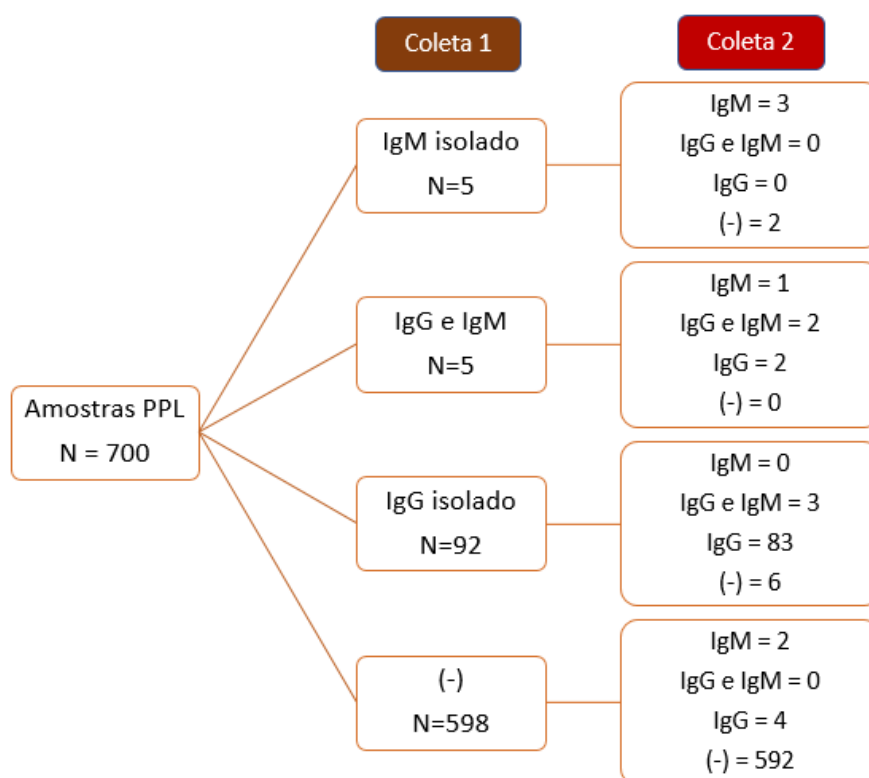 Coleta 1
Coleta 2
IgM isolado
N=5
IgM = 3
IgG e IgM = 0
IgG = 0
(-) = 2
IgG e IgM
N=5
IgM = 1
IgG e IgM = 2
IgG = 2
(-) = 0
Amostras PPL
N = 700
IgG isolado
N=92
IgM = 0
IgG e IgM = 3
IgG = 83
(-) = 6
(-)
N=598
IgM = 2
IgG e IgM = 0
IgG = 4
(-) = 592